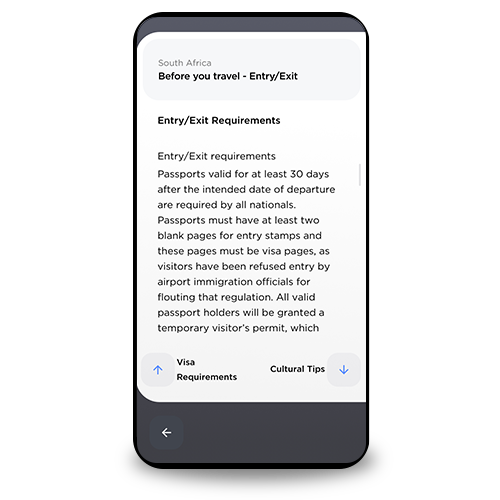 South Africa
Before you travel - Entry/Exit
Entry/Exit Requirements
Entry/Exit requirements
Passports valid for at least 30 days
after the intended date of departure
are required by all nationals.
Passports must have at least two
blank pages for entry stamps and
these pages must be visa pages, as
visitors have been refused entry by
airport immigration officials for
flouting that regulation. All valid
passport holders will be granted a
temporary visitor's permit, which
Visa
Requirements
Cultural Tips